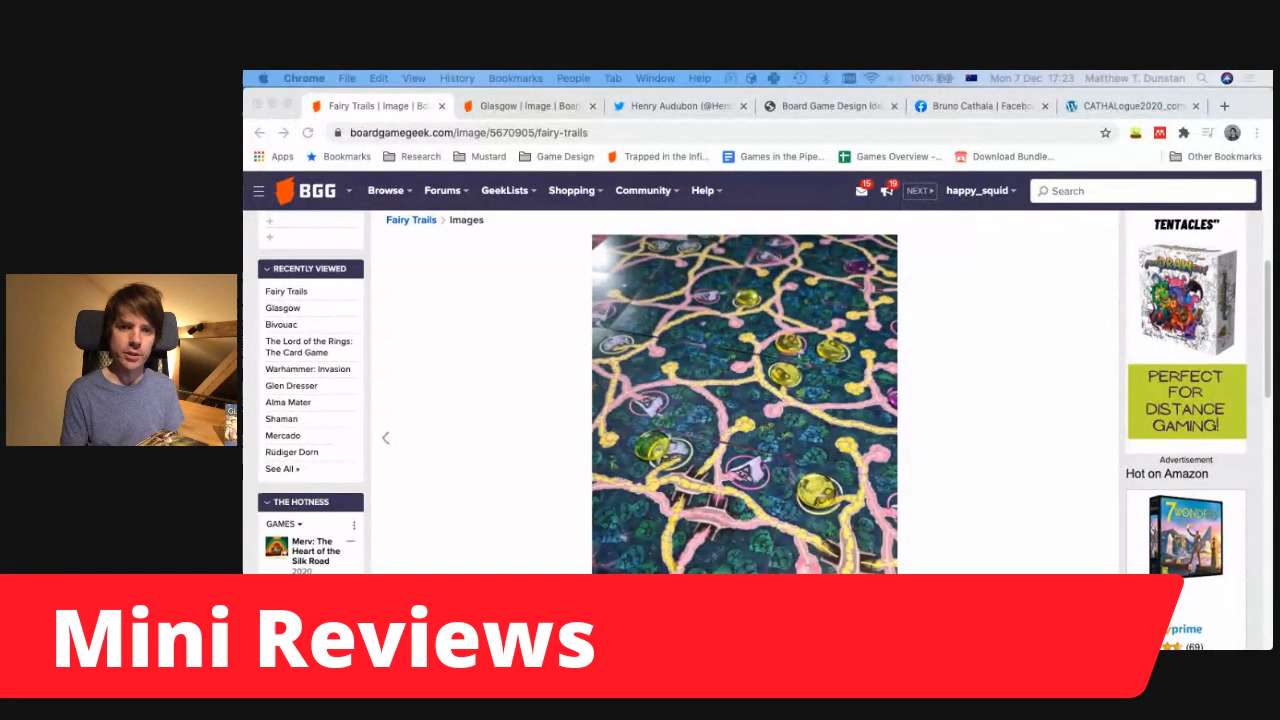 Chrome File Edit View History Bookmarks People Tab Window Help 100% Mon 7 Dec 17:23 Matthew T. Dunstan
Fairy Trails | Image | Bo Glasgow | Image | Boar Henry Audubon (@Hen Board Game Design Ide Bruno Cathala | Facebo CATHALogue2020_com
boardgamegeek.com/image/5670905/fairy-trails
Apps Bookmarks Research Mustard Game Design Trapped in the Infi... Games in the Pipe... Games Overview -... Download Bundle... Other Bookmarks
BGG Browse Forums GeekLists Shopping Community Help 15 19 NEXT happy_squid Search
Fairy Trails > Images
TENTACLES"
RECENTLY VIEWED
Fairy Trails
Glasgow
Bivouac
The Lord of the Rings:
The Card Game
Warhammer: Invasion
Glen Dresser
Alma Mater
Shaman
Mercado
Rüdiger Dorn
See All »
PERFECT
FOR
DISTANCE
GAMING!
Advertisement
Hot on Amazon
7 WONDERS
THE HOTNESS
GAMES
Merv: The
Heart of the
Silk Road
2020
prime
(69)
Mini Reviews